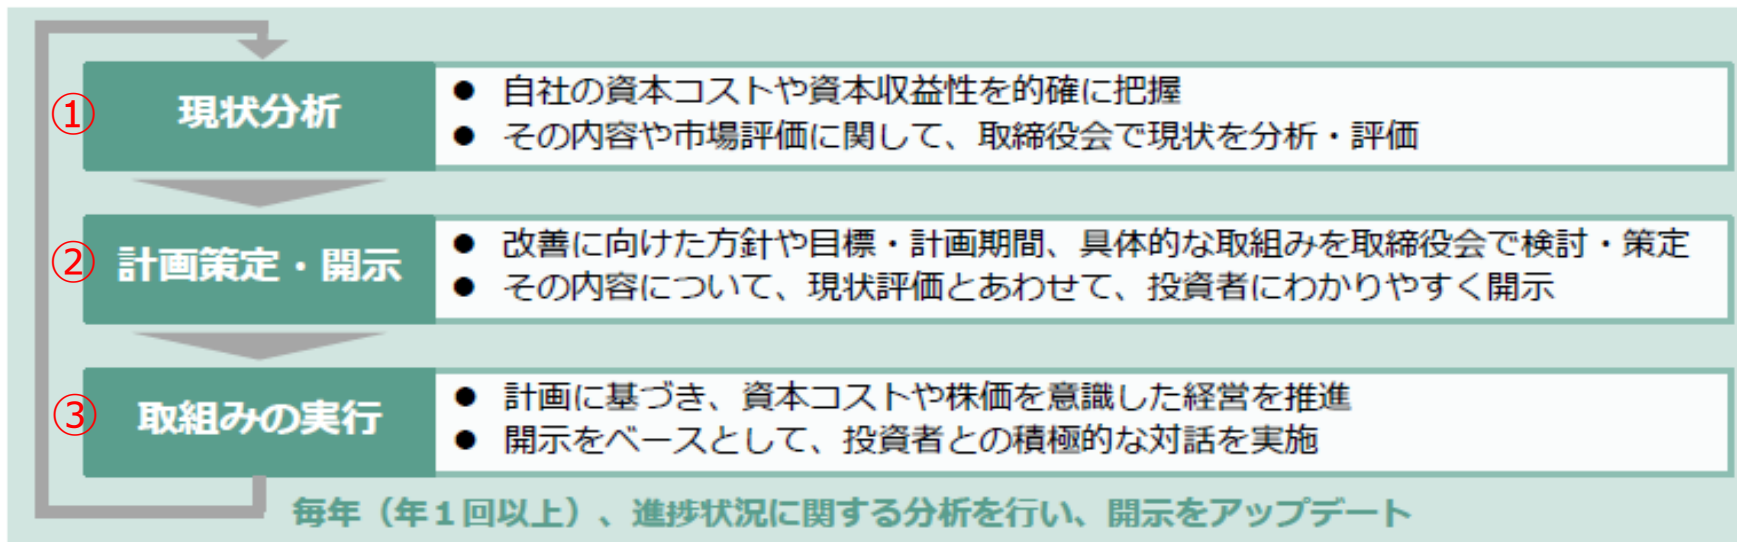 ① 現状分析
● 自社の資本コストや資本収益性を的確に把握
● その内容や市場評価に関して、取締役会で現状を分析・評価
② 計画策定・開示
● 改善に向けた方針や目標・計画期間、具体的な取組みを取締役会で検討・策定
● その内容について、現状評価とあわせて、投資者にわかりやすく開示
③ 取組みの実行
● 計画に基づき、資本コストや株価を意識した経営を推進
● 開示をベースとして、投資者との積極的な対話を実施
毎年（年１回以上）、進捗状況に関する分析を行い、開示をアップデート